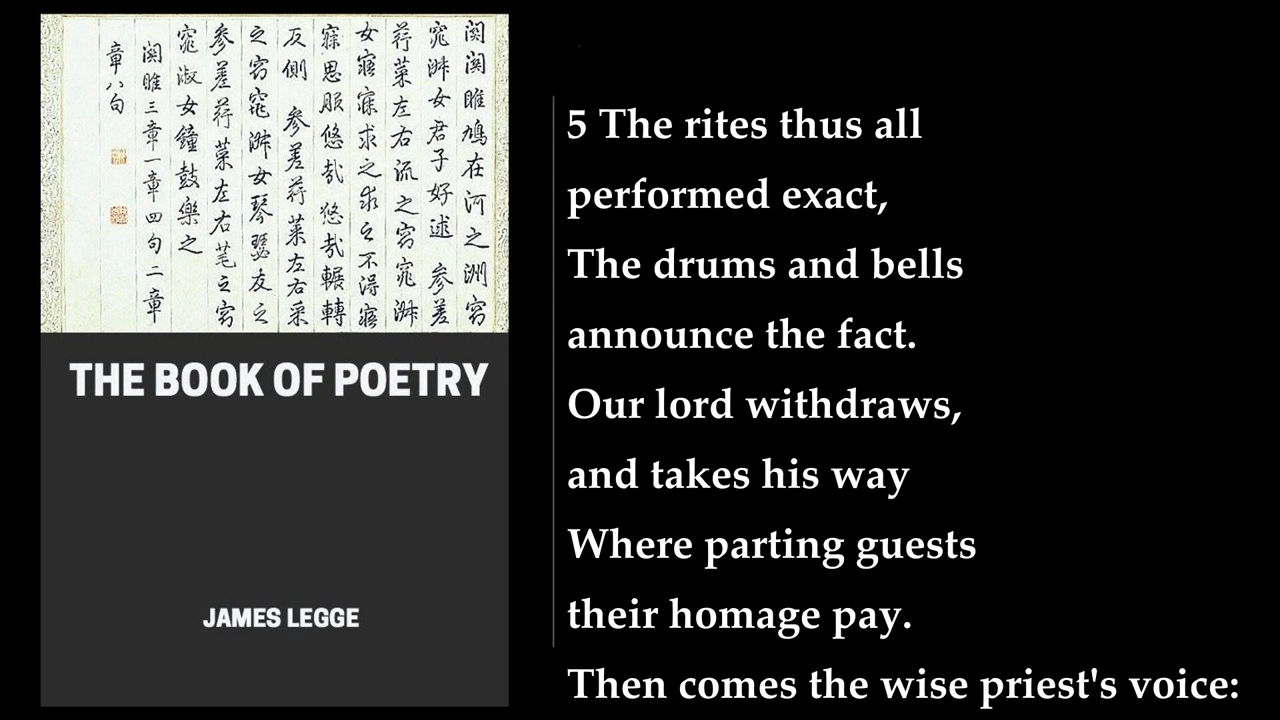 關關雎鳩在河之洲窈
窕淑女君子好逑 參差
荇菜左右流之窈窕淑
女寤寐求之求之不得寤
寐思服悠哉悠哉輾轉
反側 參差荇菜左右采
之窈窕淑女琴瑟友之
參差荇菜左右芼之窈
窕淑女鐘鼓樂之
關雎三章一章四句二章
章八句
THE BOOK OF POETRY
JAMES LEGGE
5 The rites thus all
performed exact,
The drums and bells
announce the fact.
Our lord withdraws,
and takes his way
Where parting guests
their homage pay.
Then comes the wise priest's voice: